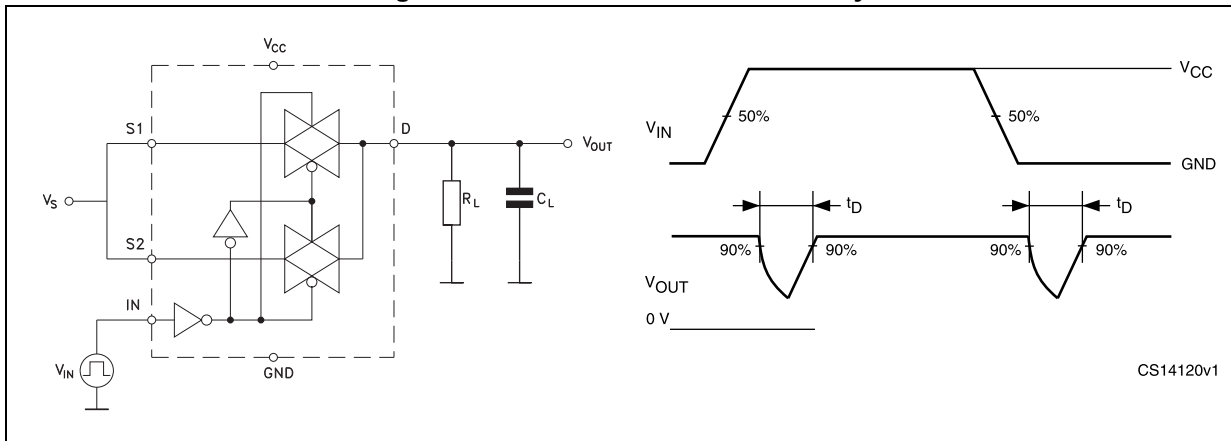 VCC
S1
D
VOUT
VS
RL
CL
S2
IN
VIN
GND
VCC
50%
50%
VIN
GND
tD
tD
90%
90%
90%
90%
VOUT
0 V
CS14120v1